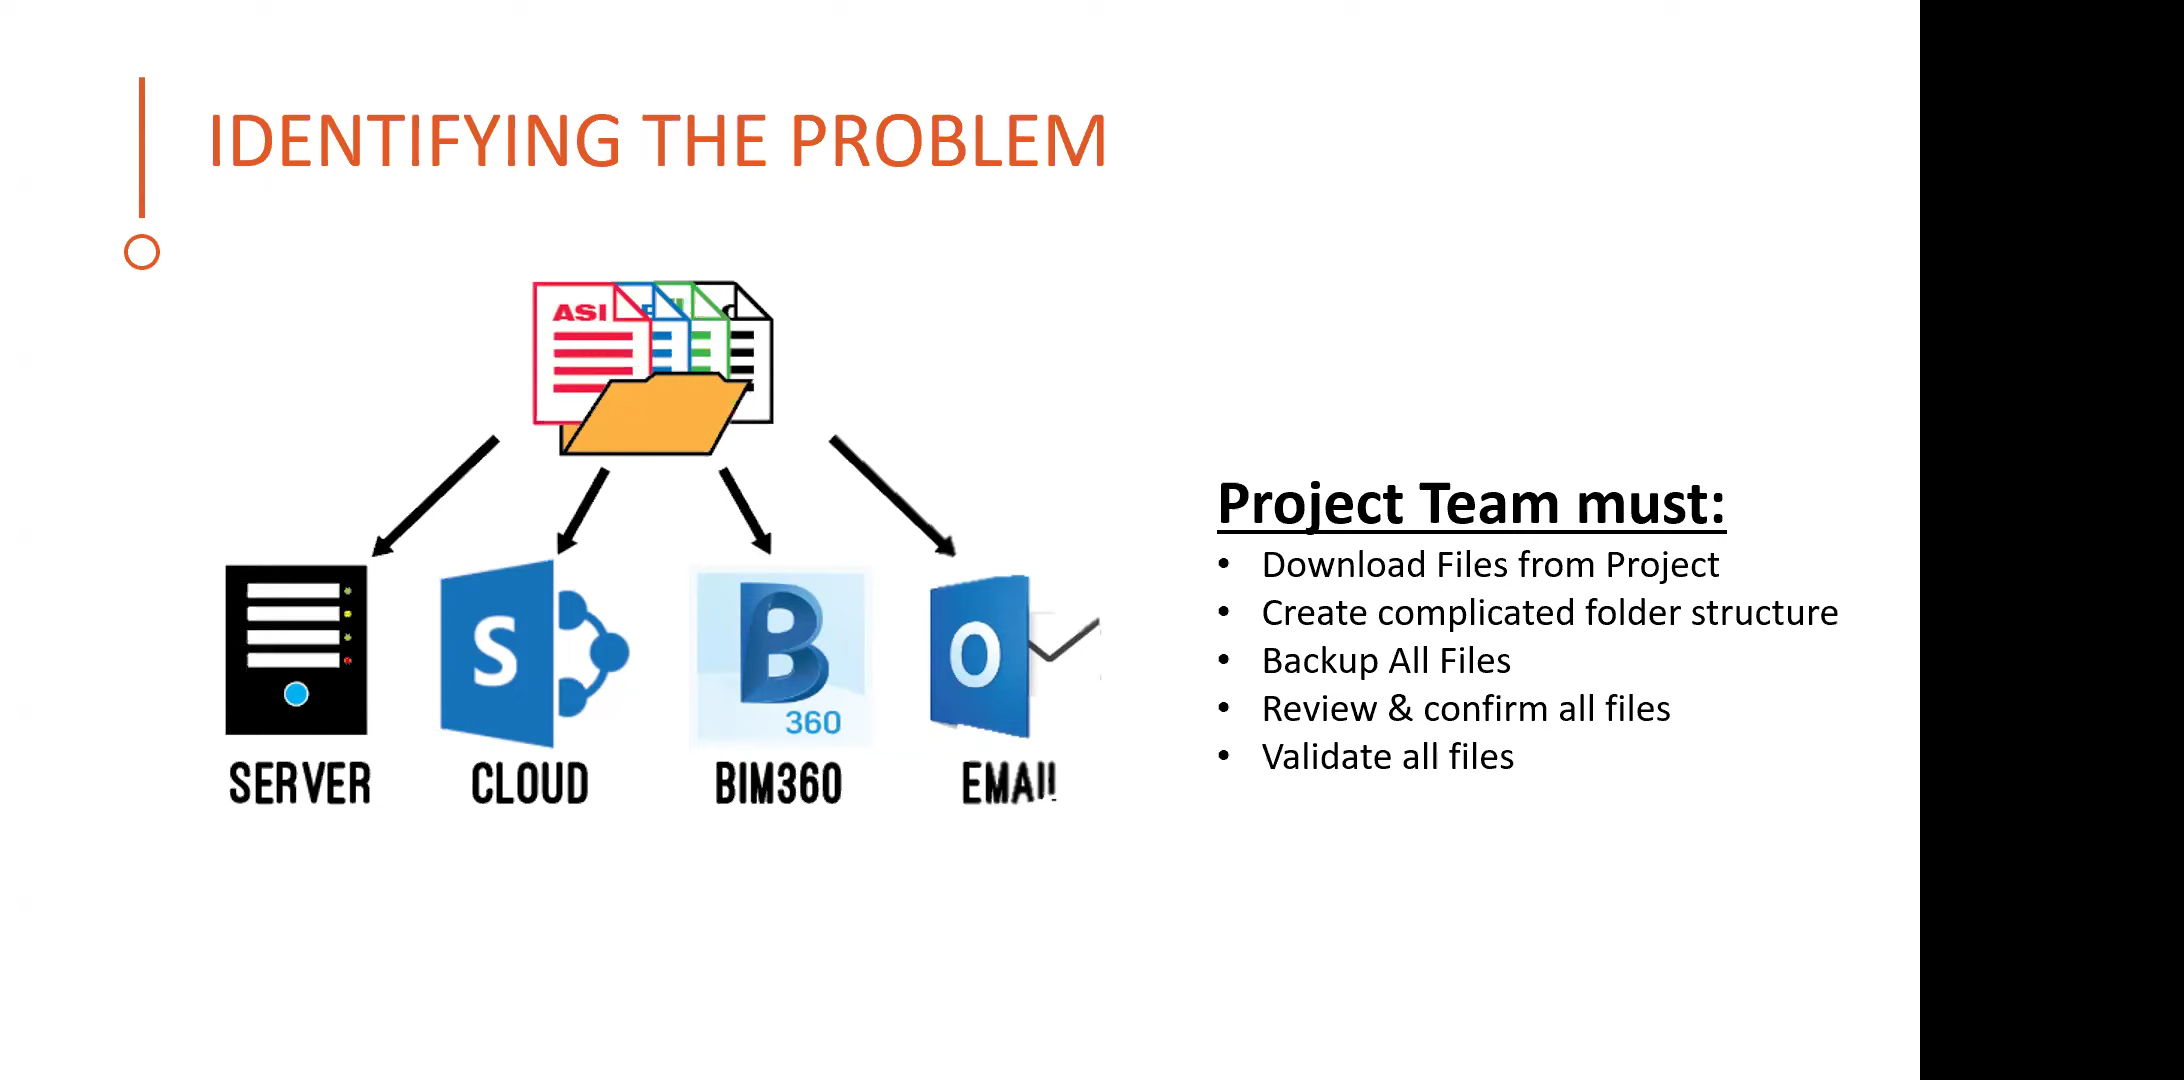 IDENTIFYING THE PROBLEM
ASI
S
B
360
O
SERVER
CLOUD
BIM360
EMAIL
Project Team must:
• Download Files from Project
• Create complicated folder structure
• Backup All Files
• Review & confirm all files
• Validate all files